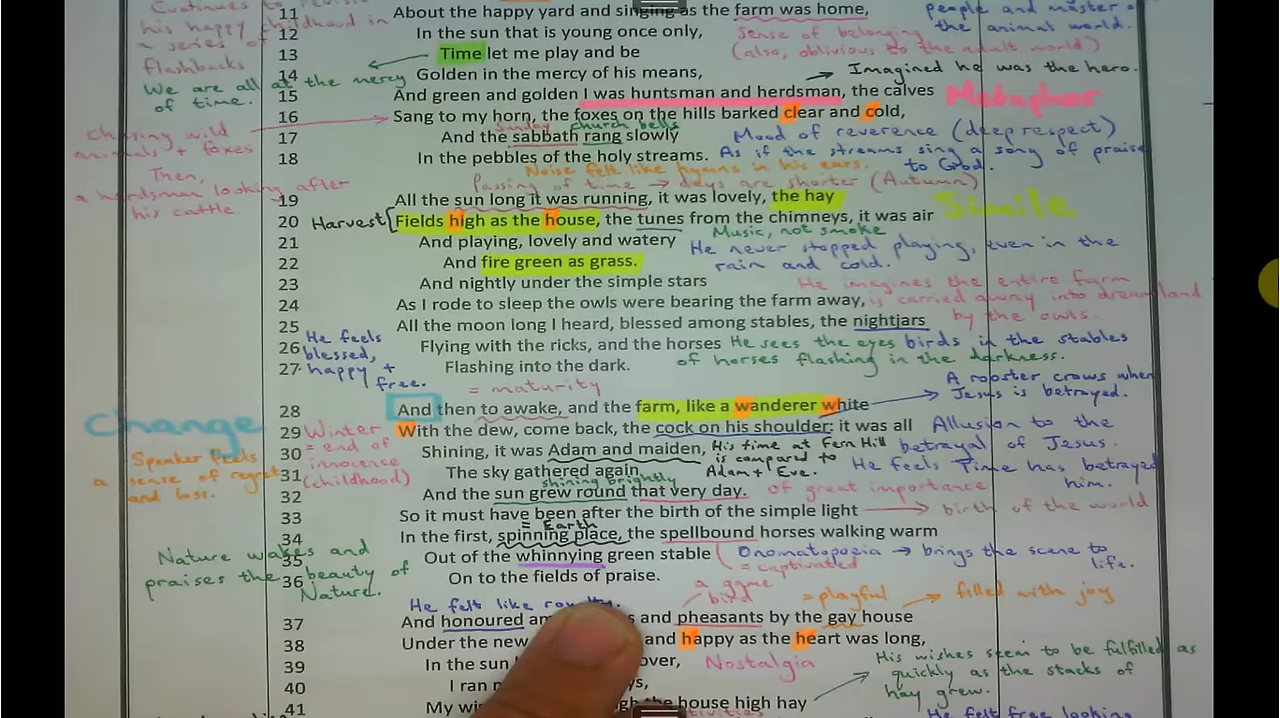 Continues to
his happy childhood in
a series of
flashbacks
We are all at the mercy
of time.
Chasing wild
animals + foxes
Then,
a herdsman looking after
his cattle
11 About the happy yard and singing as the farm was home,
people and master
the animal world.
12 In the sun that is young once only,
Sense of belonging
(also, oblivious to the adult world)
13 Time let me play and be
14 Golden in the mercy of his means,
Imagined he was the hero.
15 And green and golden I was huntsman and herdsman, the calves
Metaphor
16 Sang to my horn, the foxes on the hills barked clear and cold,
Sunday church bells
17 And the sabbath rang slowly
Mood of reverence (deep respect)
18 In the pebbles of the holy streams.
As if the streams sing a song of praise
to God.
Noise felt like hymns in his ears.
Passing of time → days are shorter (Autumn)
19 All the sun long it was running, it was lovely, the hay
Simile
20 Harvest Fields high as the house, the tunes from the chimneys, it was air
Music, not smoke
21 And playing, lovely and watery
He never stopped playing, even in the
rain and cold.
22 And fire green as grass.
23 And nightly under the simple stars
He imagines the entire farm
24 As I rode to sleep the owls were bearing the farm away,
is carried away into dreamland
by the owls.
25 All the moon long I heard, blessed among stables, the nightjars
birds in the stables
26 Flying with the ricks, and the horses
He sees the eyes
of horses flashing in the darkness.
27 Flashing into the dark.
He feels
blessed,
happy +
free.
= maturity
A rooster crows when
Jesus is betrayed.
Change
28 And then to awake, and the farm, like a wanderer white
29 With the dew, come back, the cock on his shoulder: it was all
Allusion to the
betrayal of Jesus.
Winter
= end of
innocence
(childhood)
Speaker feels
a sense of regret
and loss.
30 Shining, it was Adam and maiden,
His time at Fern Hill
is compared to
Adam + Eve.
He feels Time has betrayed
him.
31 The sky gathered again
shining brightly
32 And the sun grew round that very day.
of great importance
33 So it must have been after the birth of the simple light
birth of the world
= Earth
34 In the first, spinning place, the spellbound horses walking warm
= captivated
35 Out of the whinnying green stable
Onomatopoeia → brings the scene to
life.
36 On to the fields of praise.
Nature wakes and
praises the beauty of
Nature.
a game
bird
= playful → filled with joy
He felt like
37 And honoured and pheasants by the gay house
38 Under the new and happy as the heart was long,
39 In the sun over,
Nostalgia
His wishes seem to be fulfilled as
quickly as the stacks of
hay grew.
40 I ran
41 My house high hay
He felt free looking